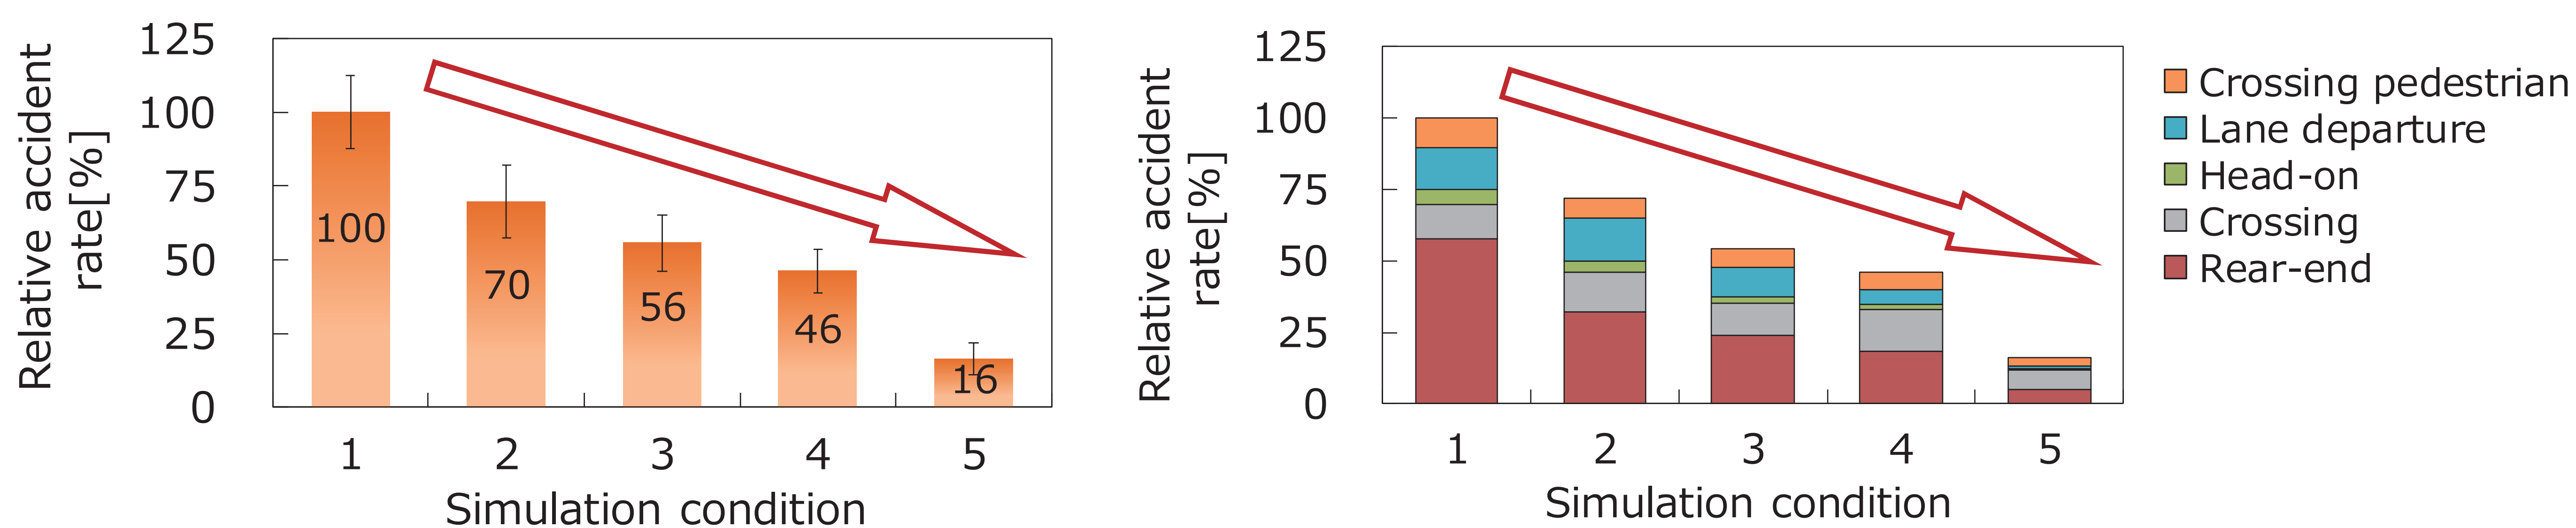 Relative accident
rate[%]
125
100
75
50
25
0
100
70
56
46
16
1 2 3 4 5
Simulation condition
Relative accident
rate[%]
125
100
75
50
25
0
1 2 3 4 5
Simulation condition
Crossing pedestrian
Lane departure
Head-on
Crossing
Rear-end